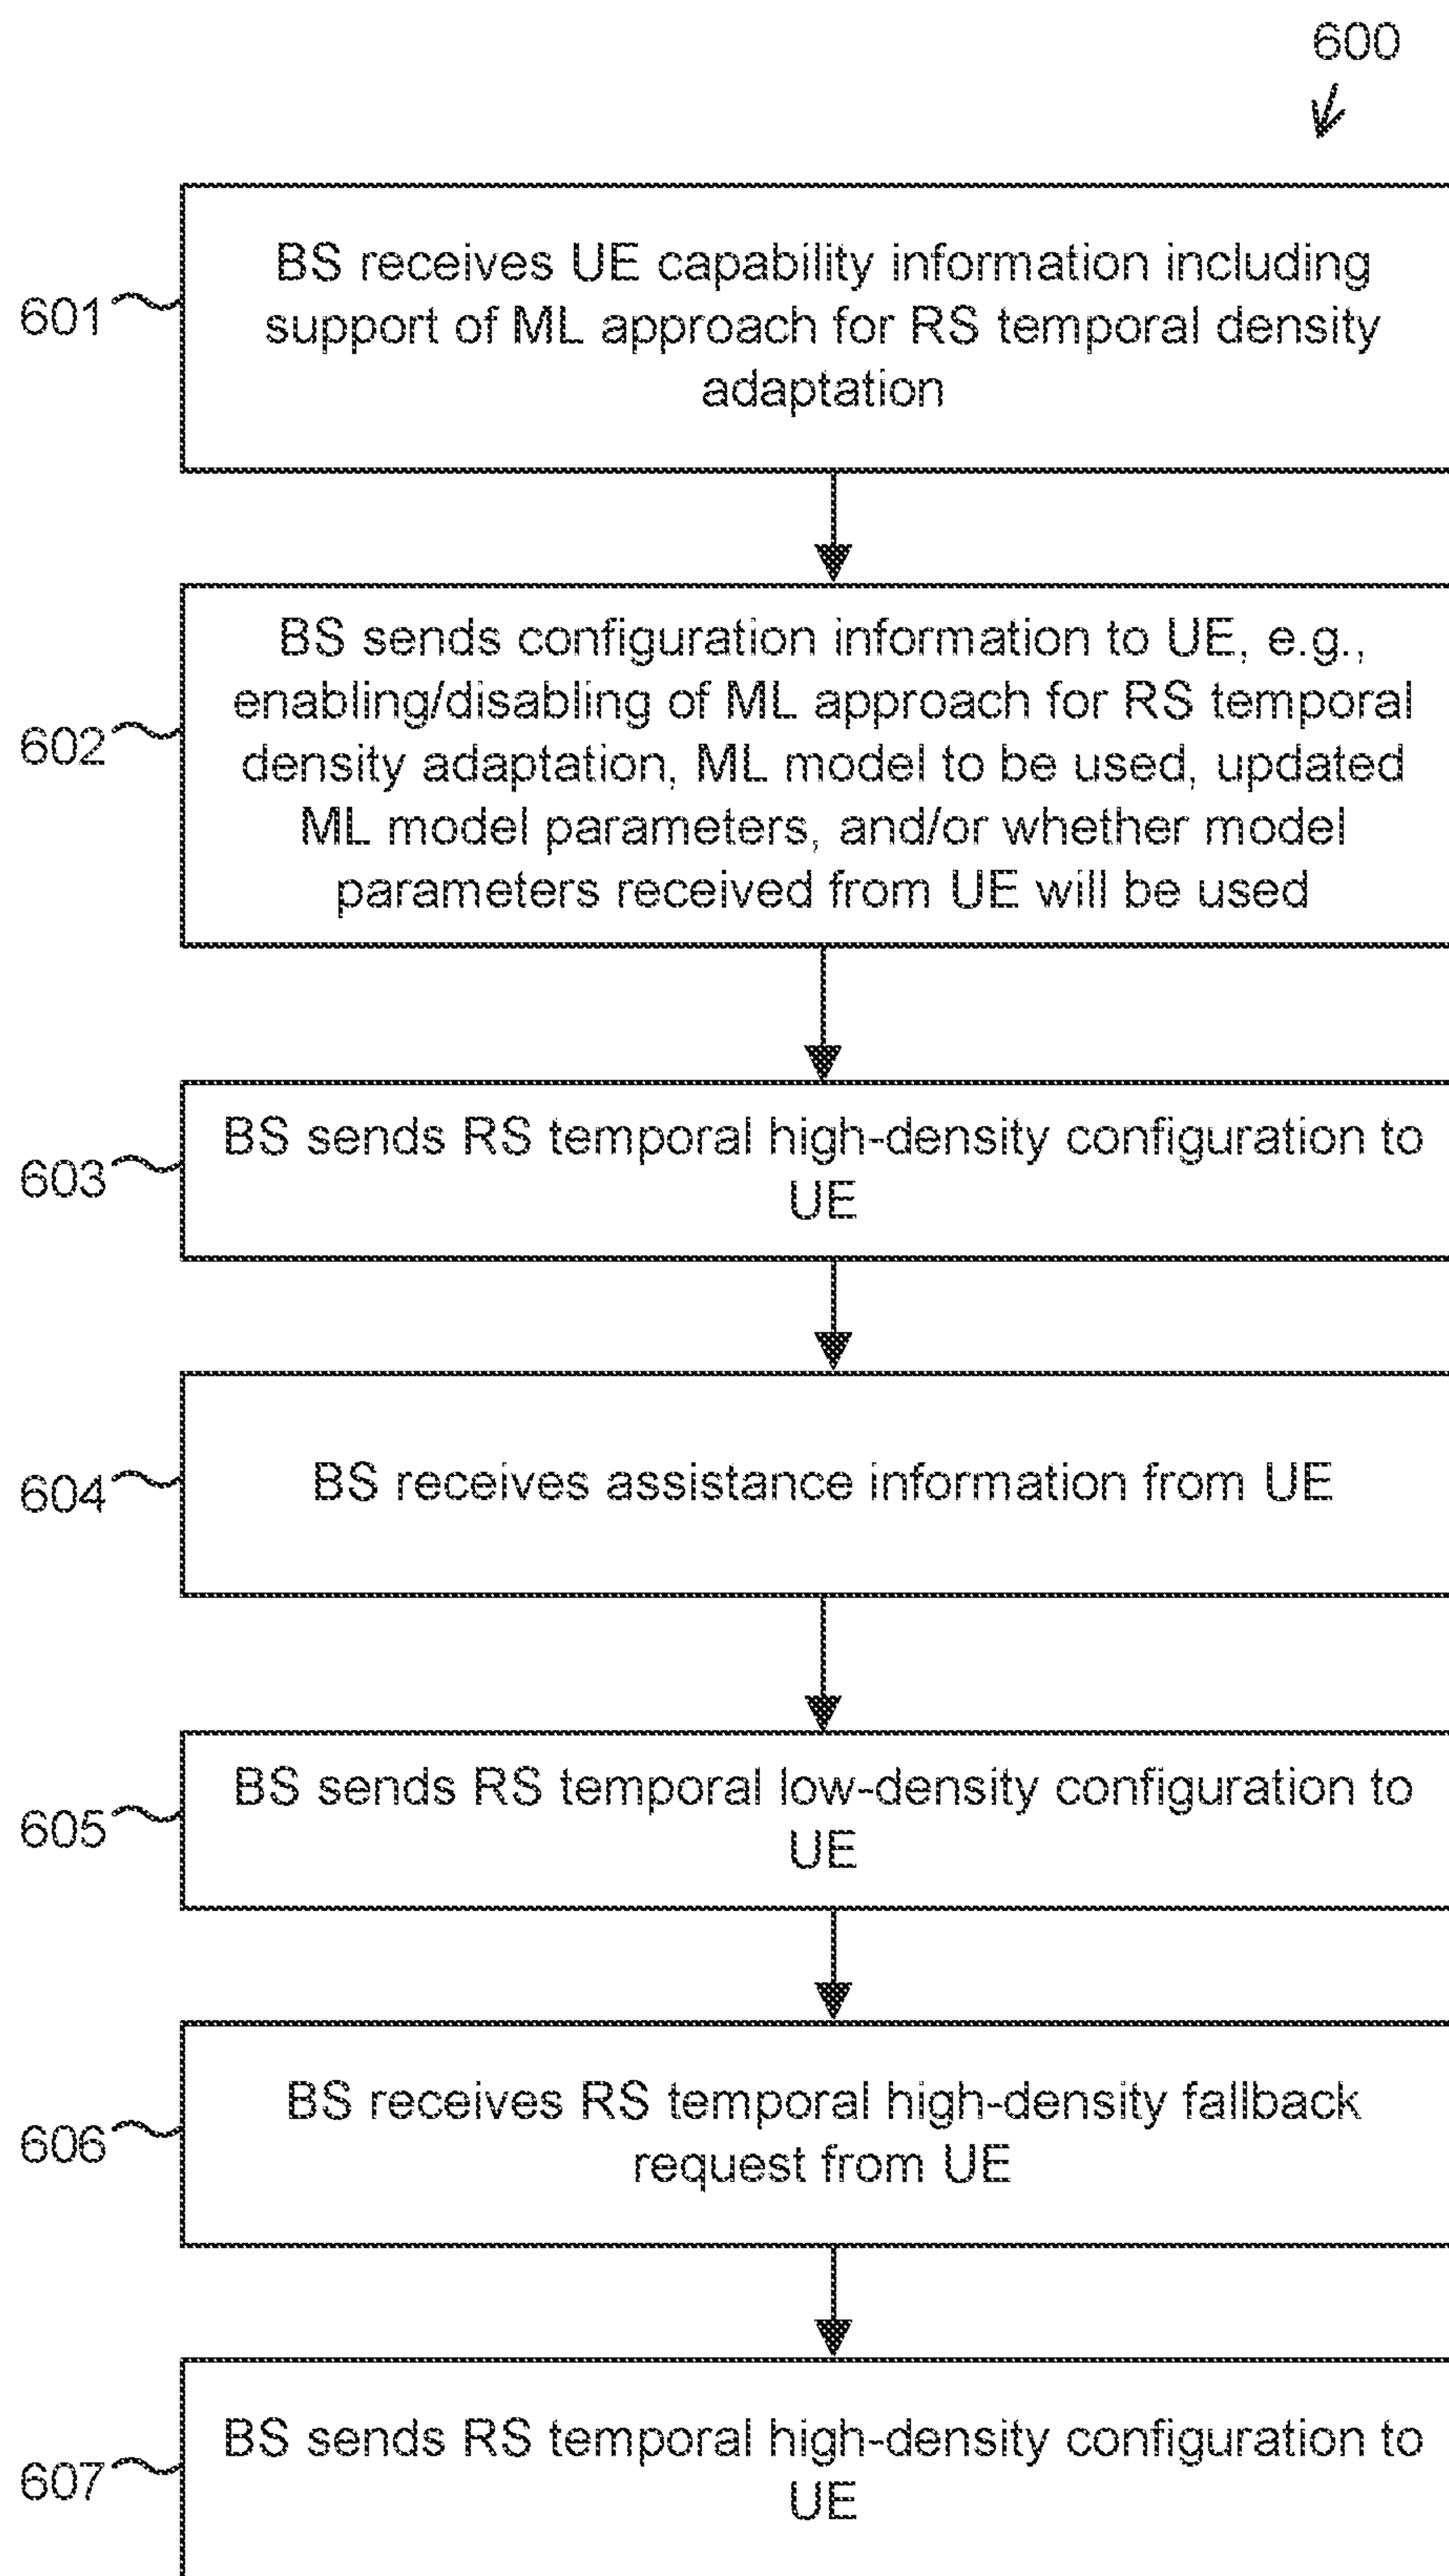 600
601
BS receives UE capability information including
support of ML approach for RS temporal density
adaptation
602
BS sends configuration information to UE, e.g.,
enabling/disabling of ML approach for RS temporal
density adaptation, ML model to be used, updated
ML model parameters, and/or whether model
parameters received from UE will be used
603
BS sends RS temporal high-density configuration to
UE
604
BS receives assistance information from UE
605
BS sends RS temporal low-density configuration to
UE
606
BS receives RS temporal high-density fallback
request from UE
607
BS sends RS temporal high-density configuration to
UE